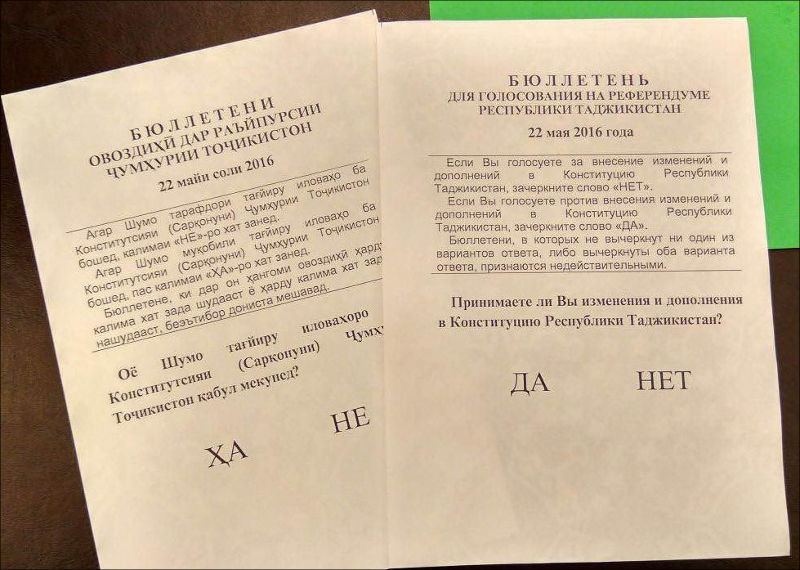 БЮЛЛЕТЕНИ
ОВОЗДИҲӢ ДАР РАЪЙПУРСИИ
ҶУМҲУРИИ ТОҶИКИСТОН
22 майи соли 2016
Агар Шумо тарафдори тағйиру иловаҳо ба
Конститутсияи (Сарқонуни) Ҷумҳурии Тоҷикистон
бошед, калимаи «НЕ»-ро хат занед.
Агар Шумо муқобили тағйиру иловаҳо ба
Конститутсияи (Сарқонуни) Ҷумҳурии Тоҷикистон
бошед, пас калимаи «ҲА»-ро хат занед.
Бюллетене, ки дар он ҳангоми овоздиҳӣ ҳарду
калима хат зада шудааст ё ҳарду калима хат зад
нашудааст, беэътибор дониста мешавад.
Оё Шумо тағйиру иловаҳоро
Конститутсияи (Сарқонуни) Ҷумҳу
Тоҷикистон қабул мекунед?
ҲА НЕ
БЮЛЛЕТЕНЬ
ДЛЯ ГОЛОСОВАНИЯ НА РЕФЕРЕНДУМЕ
РЕСПУБЛИКИ ТАДЖИКИСТАН
22 мая 2016 года
Если Вы голосуете за внесение изменений и
дополнений в Конституцию Республики
Таджикистан, зачеркните слово «НЕТ».
Если Вы голосуете против внесения изменений и
дополнений в Конституцию Республики
Таджикистан, зачеркните слово «ДА».
Бюллетени, в которых не вычеркнут ни один из
вариантов ответа, либо вычеркнуты оба варианта
ответа, признаются недействительными.
Принимаете ли Вы изменения и дополнения
в Конституцию Республики Таджикистан?
ДА НЕТ